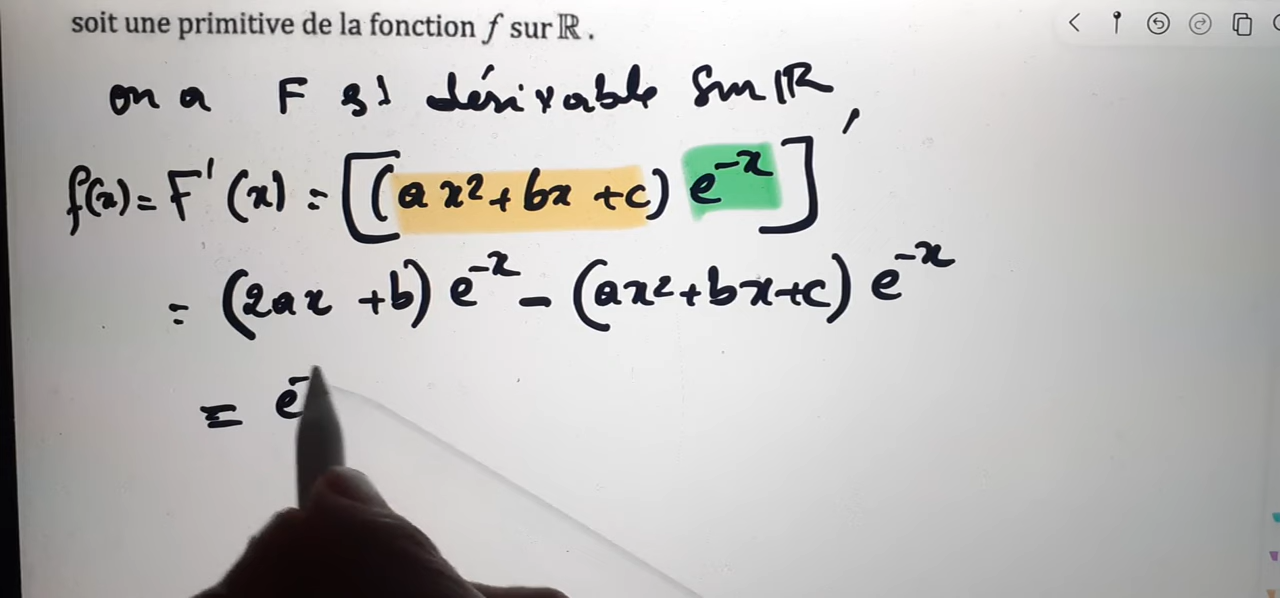 soit une primitive de la fonction f sur ℝ.
on a F est dérivable sur ℝ
f(x) = F'(x) = [(ax² + bx + c) e⁻ˣ]'
= (2ax + b) e⁻ˣ - (ax² + bx + c) e⁻ˣ
= e⁻